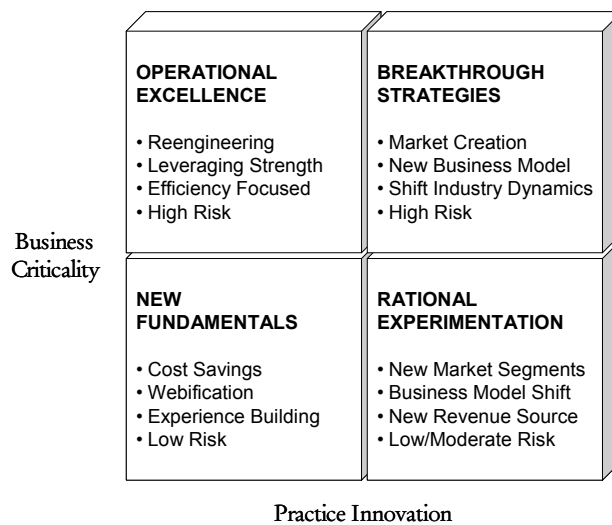 OPERATIONAL
EXCELLENCE
• Reengineering
• Leveraging Strength
• Efficiency Focused
• High Risk
BREAKTHROUGH
STRATEGIES
• Market Creation
• New Business Model
• Shift Industry Dynamics
• High Risk
Business
Criticality
NEW
FUNDAMENTALS
• Cost Savings
• Webification
• Experience Building
• Low Risk
RATIONAL
EXPERIMENTATION
• New Market Segments
• Business Model Shift
• New Revenue Source
• Low/Moderate Risk
Practice Innovation